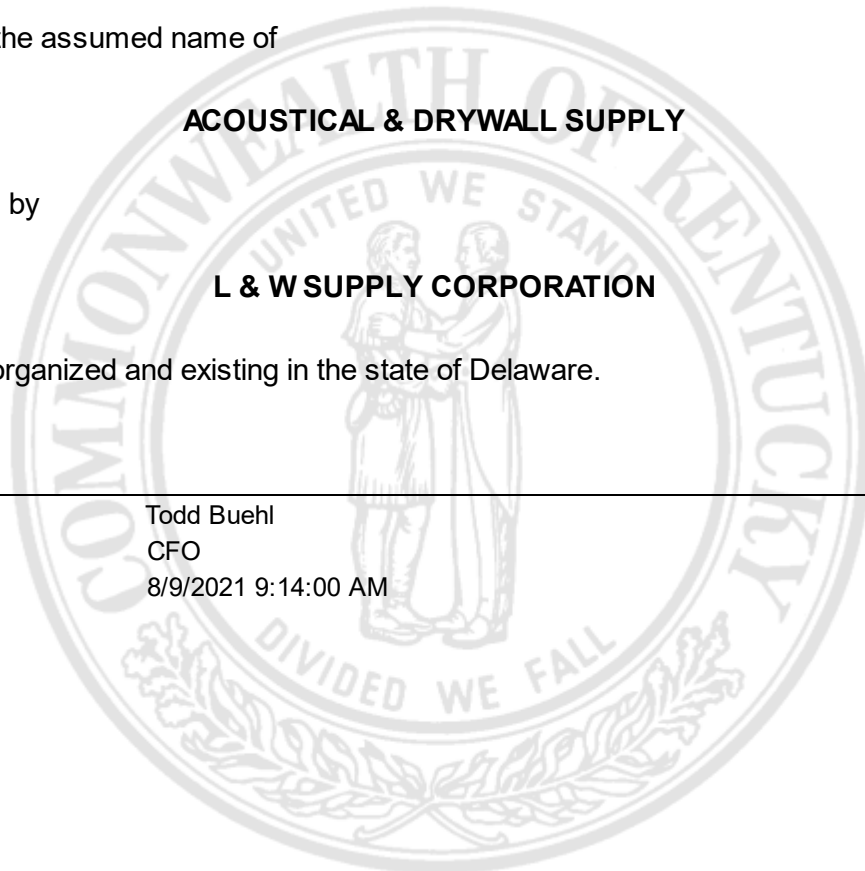 the assumed name of
ACOUSTICAL & DRYWALL SUPPLY
by
L & W SUPPLY CORPORATION
organized and existing in the state of Delaware.
Todd Buehl
CFO
8/9/2021 9:14:00 AM
COMMONWEALTH OF KENTUCKY
UNITED WE STAND
DIVIDED WE FALL